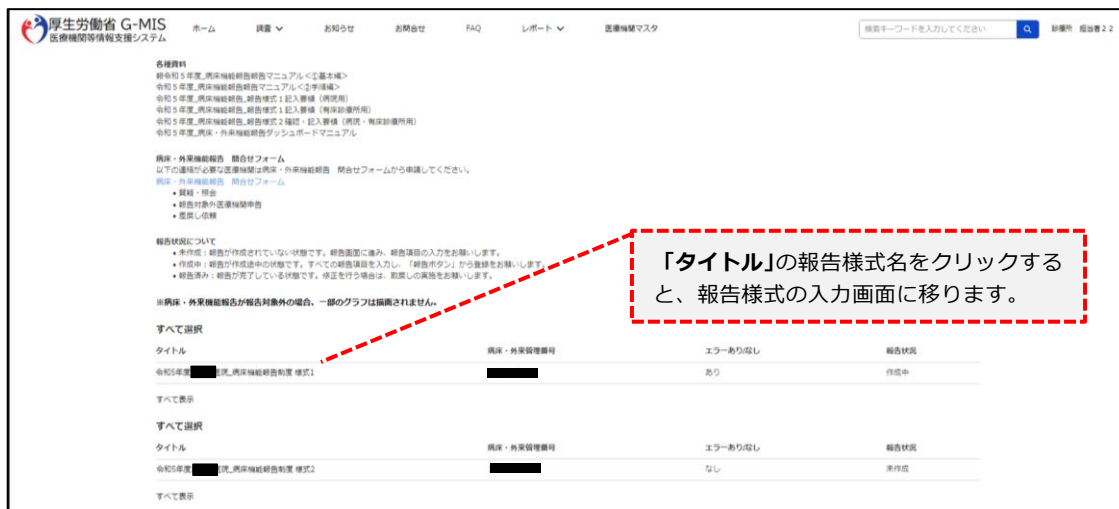 厚生労働省 G-MIS
医療機関等情報支援システム
ホーム 調査 お知らせ お問合せ FAQ レポート 医療機関マスタ
検索キーワードを入力してください
診療所 担当者22
各種資料
令和5年度_病床機能報告報告マニュアル<①基本編>
令和5年度_病床機能報告報告マニュアル<②手順編>
令和5年度_病床機能報告_報告様式1記入要領(病院用)
令和5年度_病床機能報告_報告様式1記入要領(有床診療所用)
令和5年度_病床機能報告_報告様式2確認・記入要領(病院・有床診療所用)
令和5年度_病床・外来機能報告ダッシュボードマニュアル
病床・外来機能報告 問合せフォーム
以下の連絡が必要な医療機関は病床・外来機能報告 問合せフォームから申請してください。
病床・外来機能報告 問合せフォーム
• 質疑・照会
• 報告対象外医療機関申告
• 差戻し依頼
報告状況について
• 未作成:報告が作成されていない状態です。報告画面に進み、報告項目の入力をお願いします。
• 作成中:報告が作成途中の状態です。すべての報告項目を入力し、「報告ボタン」から登録をお願いします。
• 報告済み:報告が完了している状態です。修正を行う場合は、取戻しの実施をお願いします。
「タイトル」の報告様式名をクリックする
と、報告様式の入力画面に移ります。
※病床・外来機能報告が報告対象外の場合、一部のグラフは描画されません。
すべて選択
タイトル 病床・外来管理番号 エラーあり/なし 報告状況
令和5年度 病院_病床機能報告制度 様式1 あり 作成中
すべて表示
すべて選択
タイトル 病床・外来管理番号 エラーあり/なし 報告状況
令和5年度 病院_病床機能報告制度 様式2 なし 未作成
すべて表示